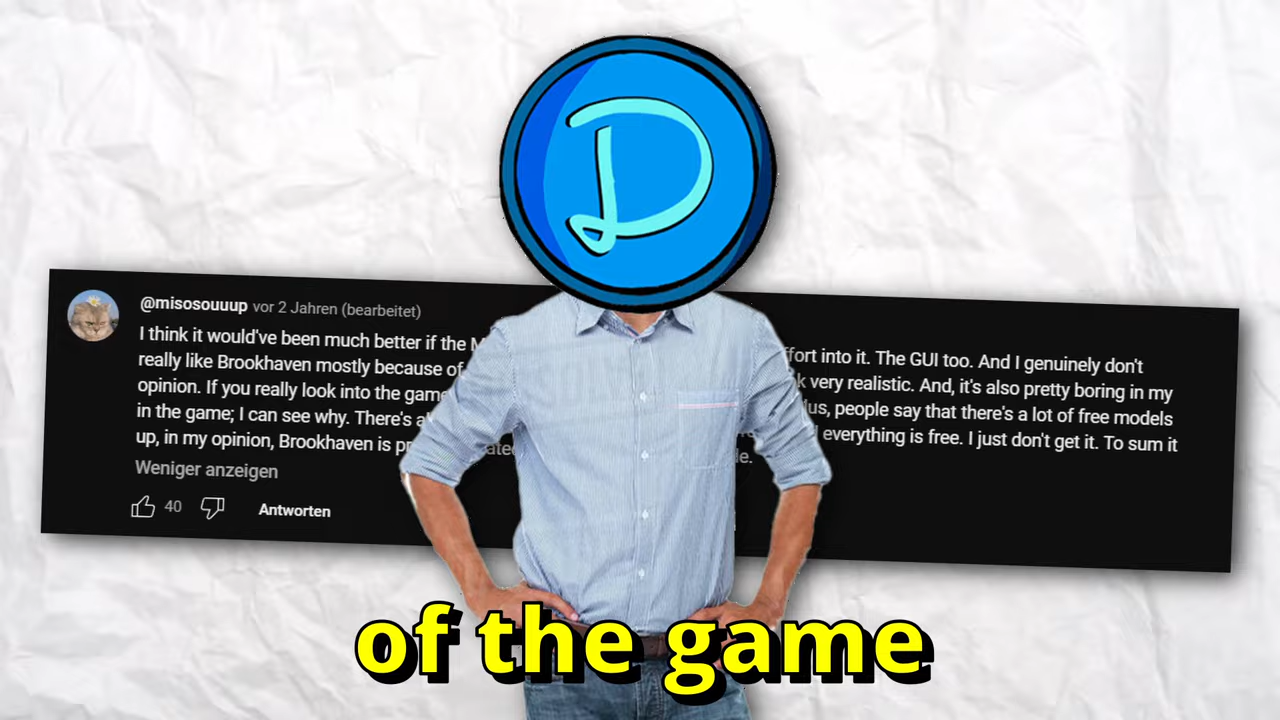 D
@misosouuup vor 2 Jahren (bearbeitet)
I think it would've been much better if the ffort into it. The GUI too. And I genuinely don't
really like Brookhaven mostly because of very realistic. And, it's also pretty boring in my
opinion. If you really look into the game people say that there's a lot of free models
in the game; I can see why. There's everything is free. I just don't get it. To sum it
up, in my opinion, Brookhaven is
Weniger anzeigen
40 Antworten
of the game